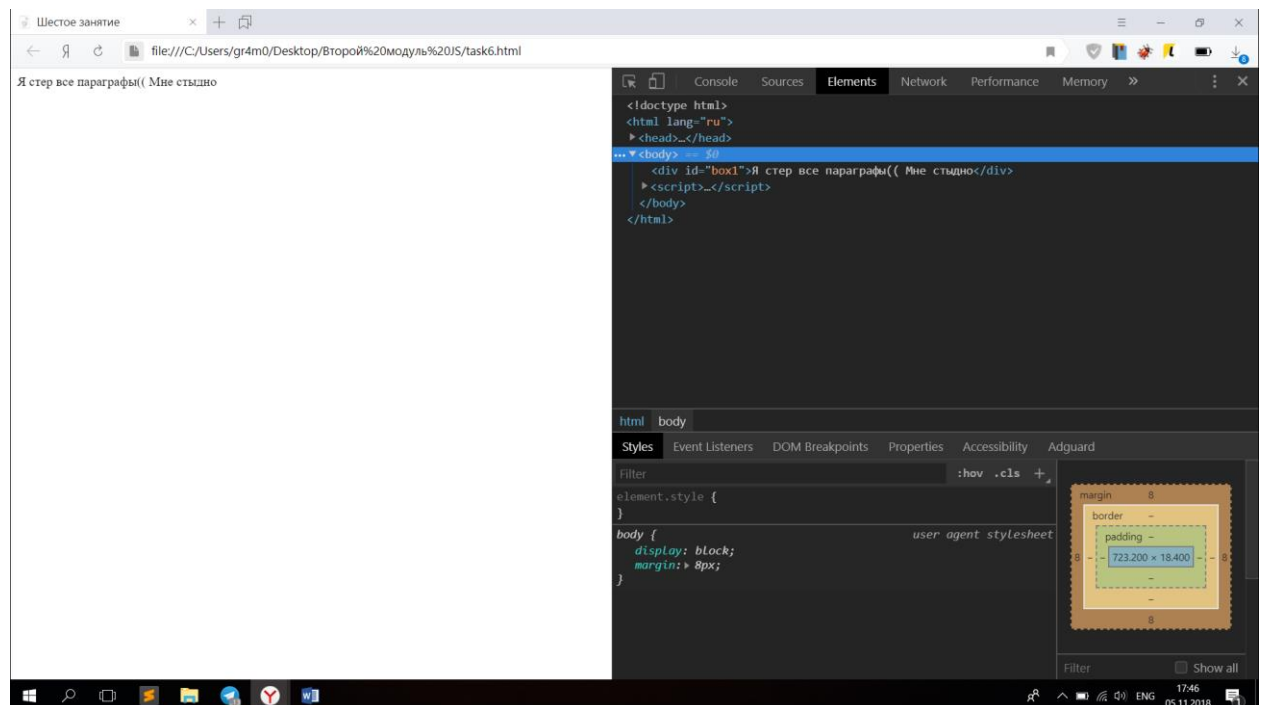 Шестое занятие
file:///C:/Users/gr4m0/Desktop/Второй%20модуль%20JS/task6.html
Я стер все параграфы(( Мне стыдно
Console Sources Elements Network Performance Memory »
<!doctype html>
<html lang="ru">
<head>…</head>
<body> == $0
<div id="box1">Я стер все параграфы(( Мне стыдно</div>
<script>…</script>
</body>
</html>
html body
Styles Event Listeners DOM Breakpoints Properties Accessibility Adguard
Filter :hov .cls +
element.style {
}
body { user agent stylesheet
display: block;
margin: 8px;
}
margin 8
border –
padding –
8 – – 723.200 × 18.400 – – 8
–
–
8
Filter Show all
ENG 17:46
05.11.2018